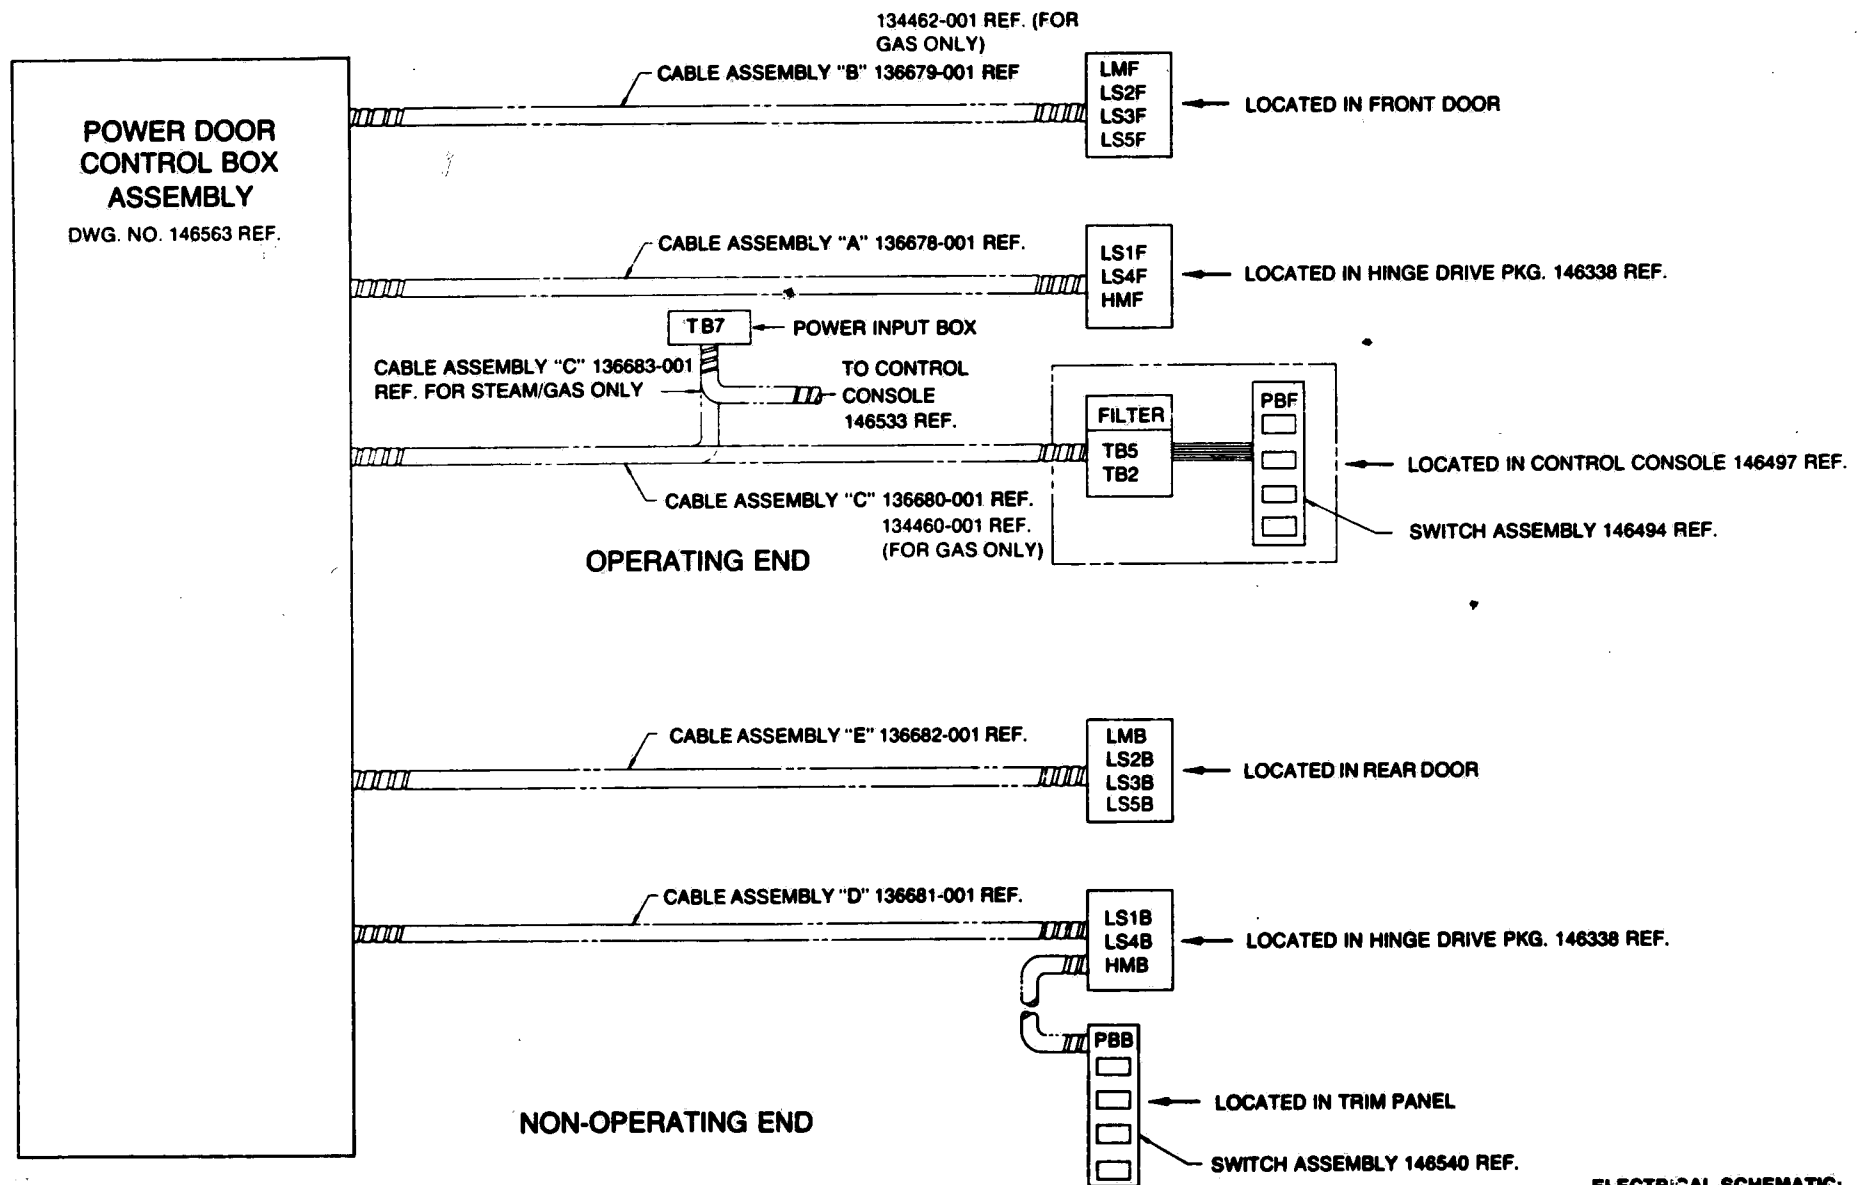 134462-001 REF. (FOR
GAS ONLY)
CABLE ASSEMBLY "B" 136679-001 REF
LMF
LS2F
LS3F
LS5F
LOCATED IN FRONT DOOR
POWER DOOR
CONTROL BOX
ASSEMBLY
DWG. NO. 146563 REF.
CABLE ASSEMBLY "A" 136678-001 REF.
LS1F
LS4F
HMF
LOCATED IN HINGE DRIVE PKG. 146338 REF.
TB7
POWER INPUT BOX
CABLE ASSEMBLY "C" 136683-001
REF. FOR STEAM/GAS ONLY
TO CONTROL
CONSOLE
146533 REF.
FILTER
TB5
TB2
PBF
LOCATED IN CONTROL CONSOLE 146497 REF.
CABLE ASSEMBLY "C" 136680-001 REF.
134460-001 REF.
(FOR GAS ONLY)
SWITCH ASSEMBLY 146494 REF.
OPERATING END
CABLE ASSEMBLY "E" 136682-001 REF.
LMB
LS2B
LS3B
LS5B
LOCATED IN REAR DOOR
CABLE ASSEMBLY "D" 136681-001 REF.
LS1B
LS4B
HMB
LOCATED IN HINGE DRIVE PKG. 146338 REF.
PBB
LOCATED IN TRIM PANEL
NON-OPERATING END
SWITCH ASSEMBLY 146540 REF.
ELECTRICAL SCHEMATIC: